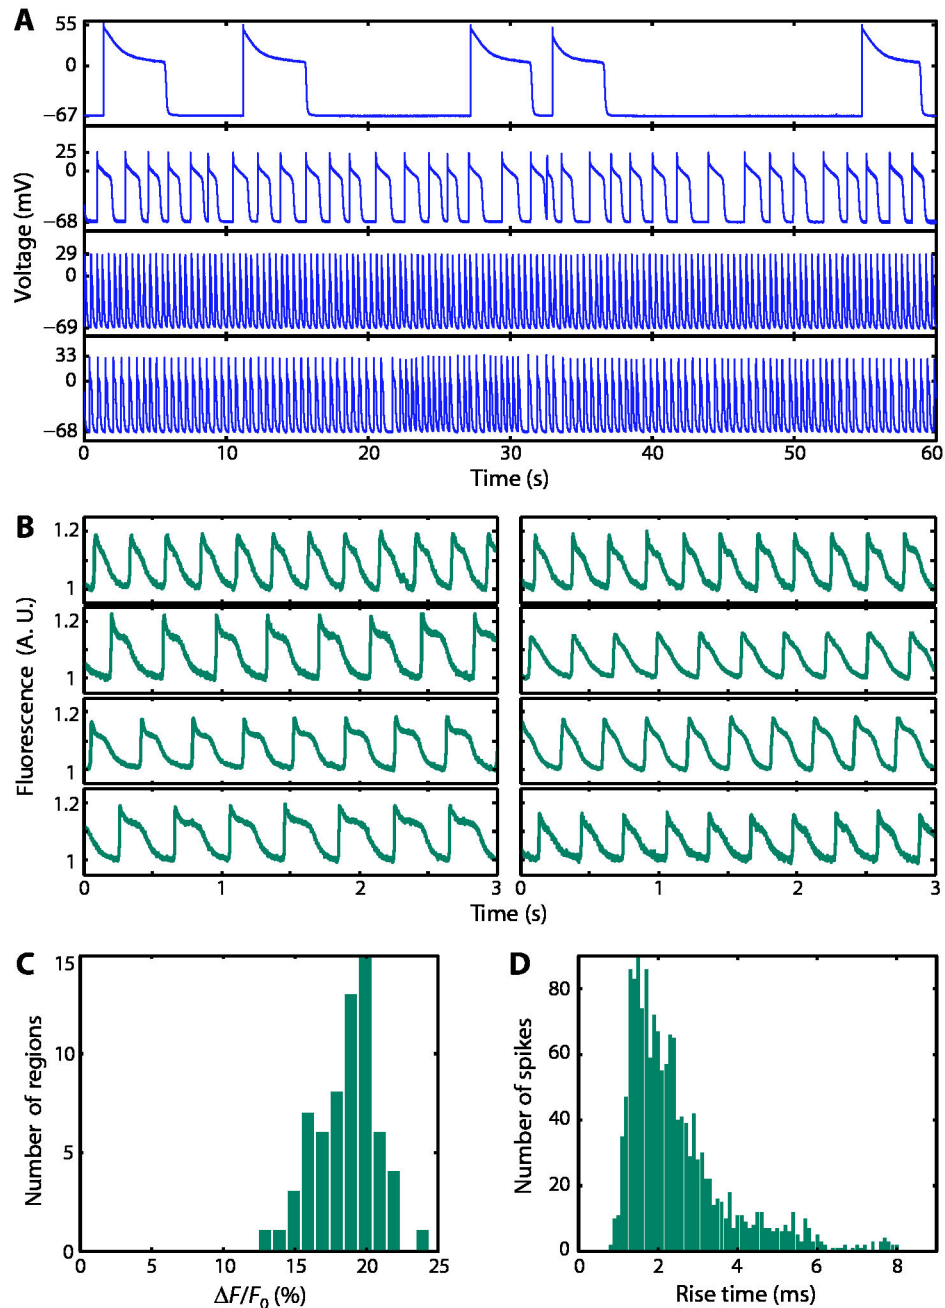 A
Voltage (mV)
55
0
−67
25
0
−68
29
0
−69
33
0
−68
0 10 20 30 40 50 60
Time (s)
B
Fluorescence (A. U.)
1.2
1
1.2
1
1.2
1
1.2
1
0 1 2 3 0 1 2 3
Time (s)
C
Number of regions
15
10
5
0
0 5 10 15 20 25
ΔF/F0 (%)
D
Number of spikes
80
60
40
20
0
0 2 4 6 8
Rise time (ms)